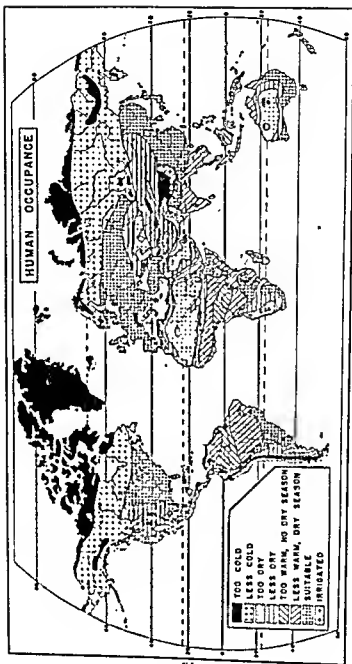 HUMAN OCCUPANCE
TOO COLD
LESS COLD
TOO DRY
LESS DRY
TOO WARM, NO DRY SEASON
LESS WARM, DRY SEASON
SUITABLE
IRRIGATED